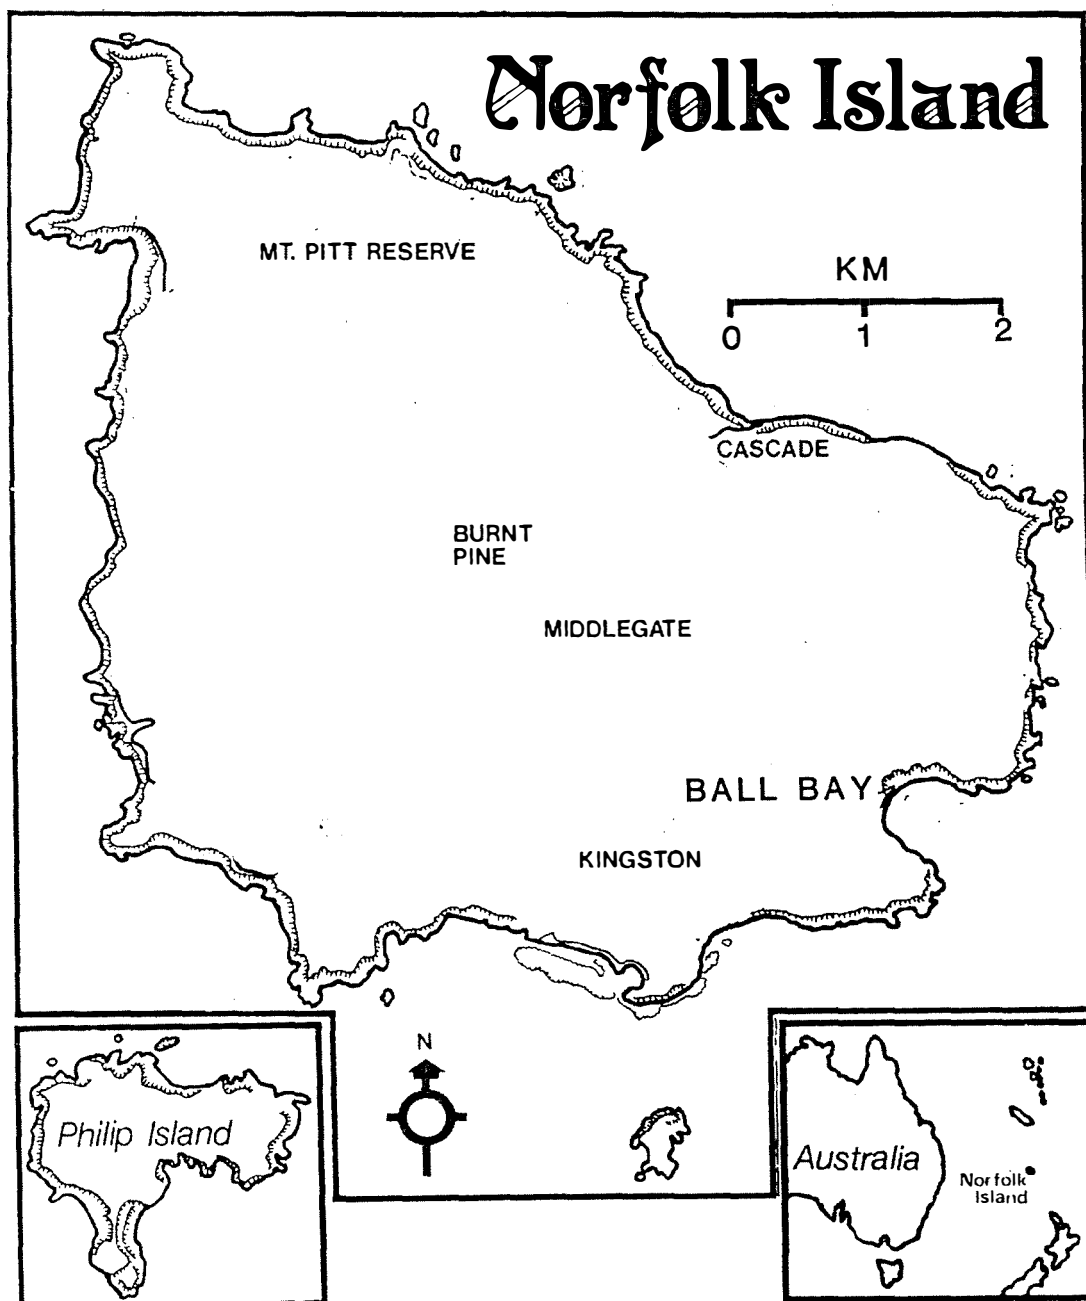 Norfolk Island
MT. PITT RESERVE
KM
0 1 2
CASCADE
BURNT
PINE
MIDDLEGATE
BALL BAY
KINGSTON
N
Philip Island
Australia
Norfolk
Island